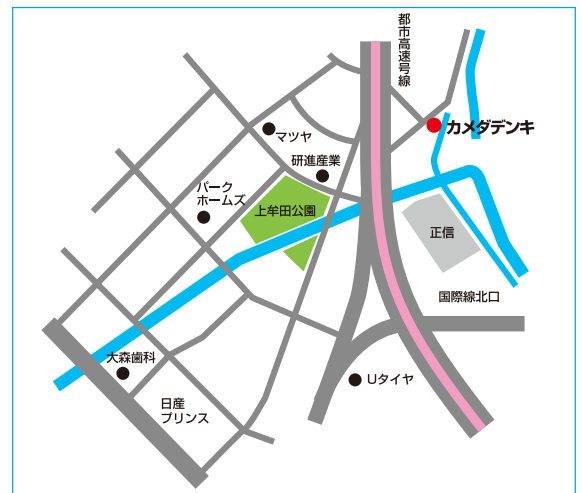 都市高速号線
カメダデンキ
マツヤ
研進産業
パーク
ホームズ
上牟田公園
正信
国際線北口
大森歯科
Uタイヤ
日産
プリンス